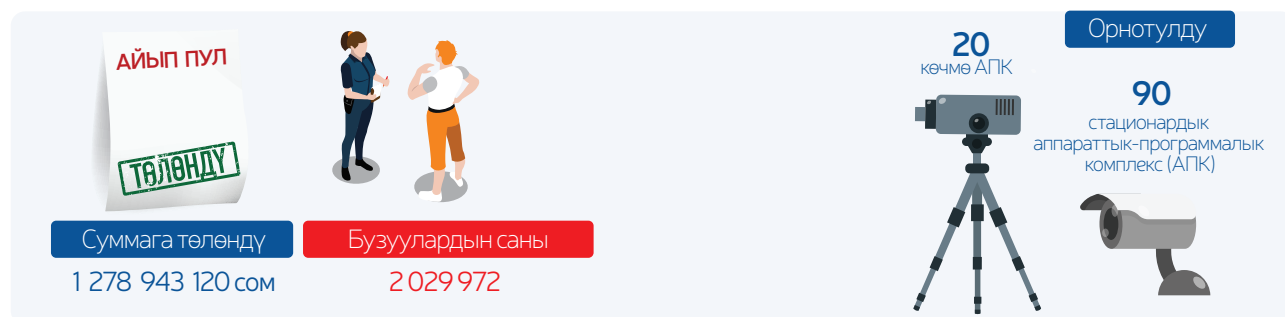 АЙЫП ПУЛ
ТӨЛӨНДҮ
Суммага төлөндү
1 278 943 120 сом
Бузуулардын саны
2 029 972
20
көчмө АПК
Орнотулду
90
стационардык
аппараттык-программалык
комплекс (АПК)